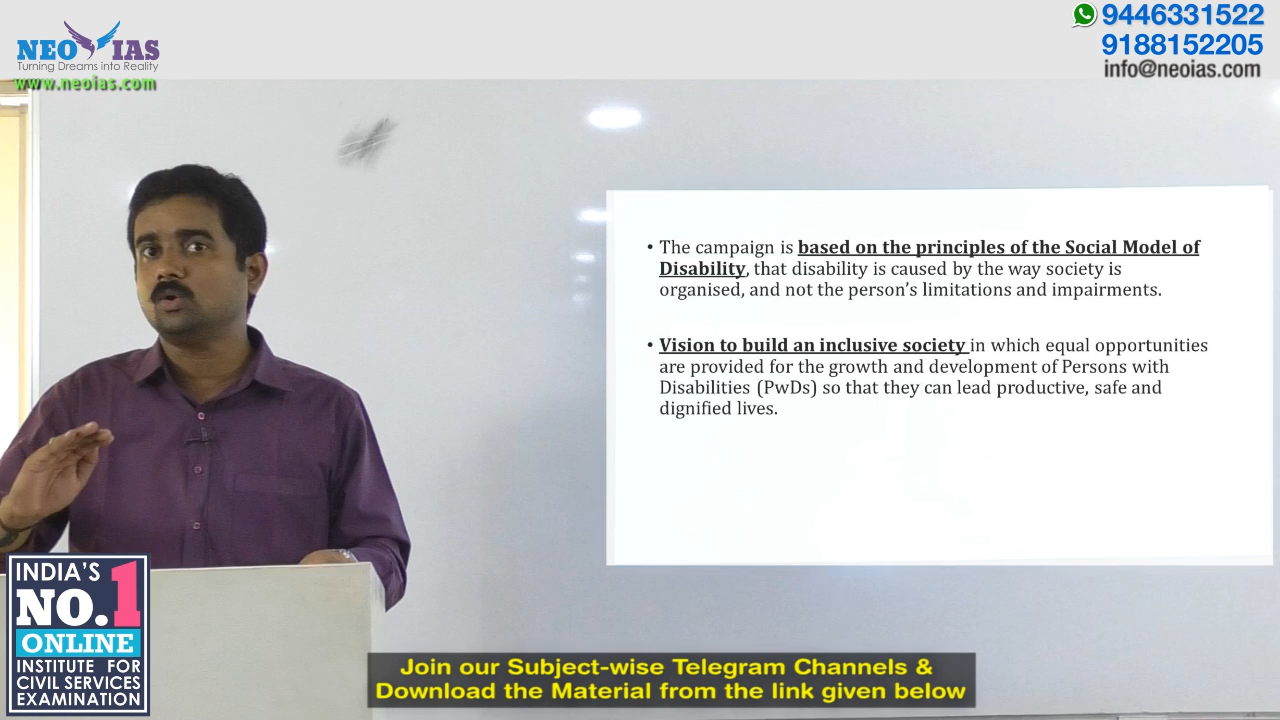 NEO IAS
Turning Dreams into Reality
www.neoias.com
9446331522
9188152205
info@neoias.com
• The campaign is based on the principles of the Social Model of
Disability, that disability is caused by the way society is
organised, and not the person’s limitations and impairments.
• Vision to build an inclusive society in which equal opportunities
are provided for the growth and development of Persons with
Disabilities (PwDs) so that they can lead productive, safe and
dignified lives.
INDIA'S
NO.1
ONLINE
INSTITUTE FOR
CIVIL SERVICES
EXAMINATION
Join our Subject-wise Telegram Channels &
Download the Material from the link given below